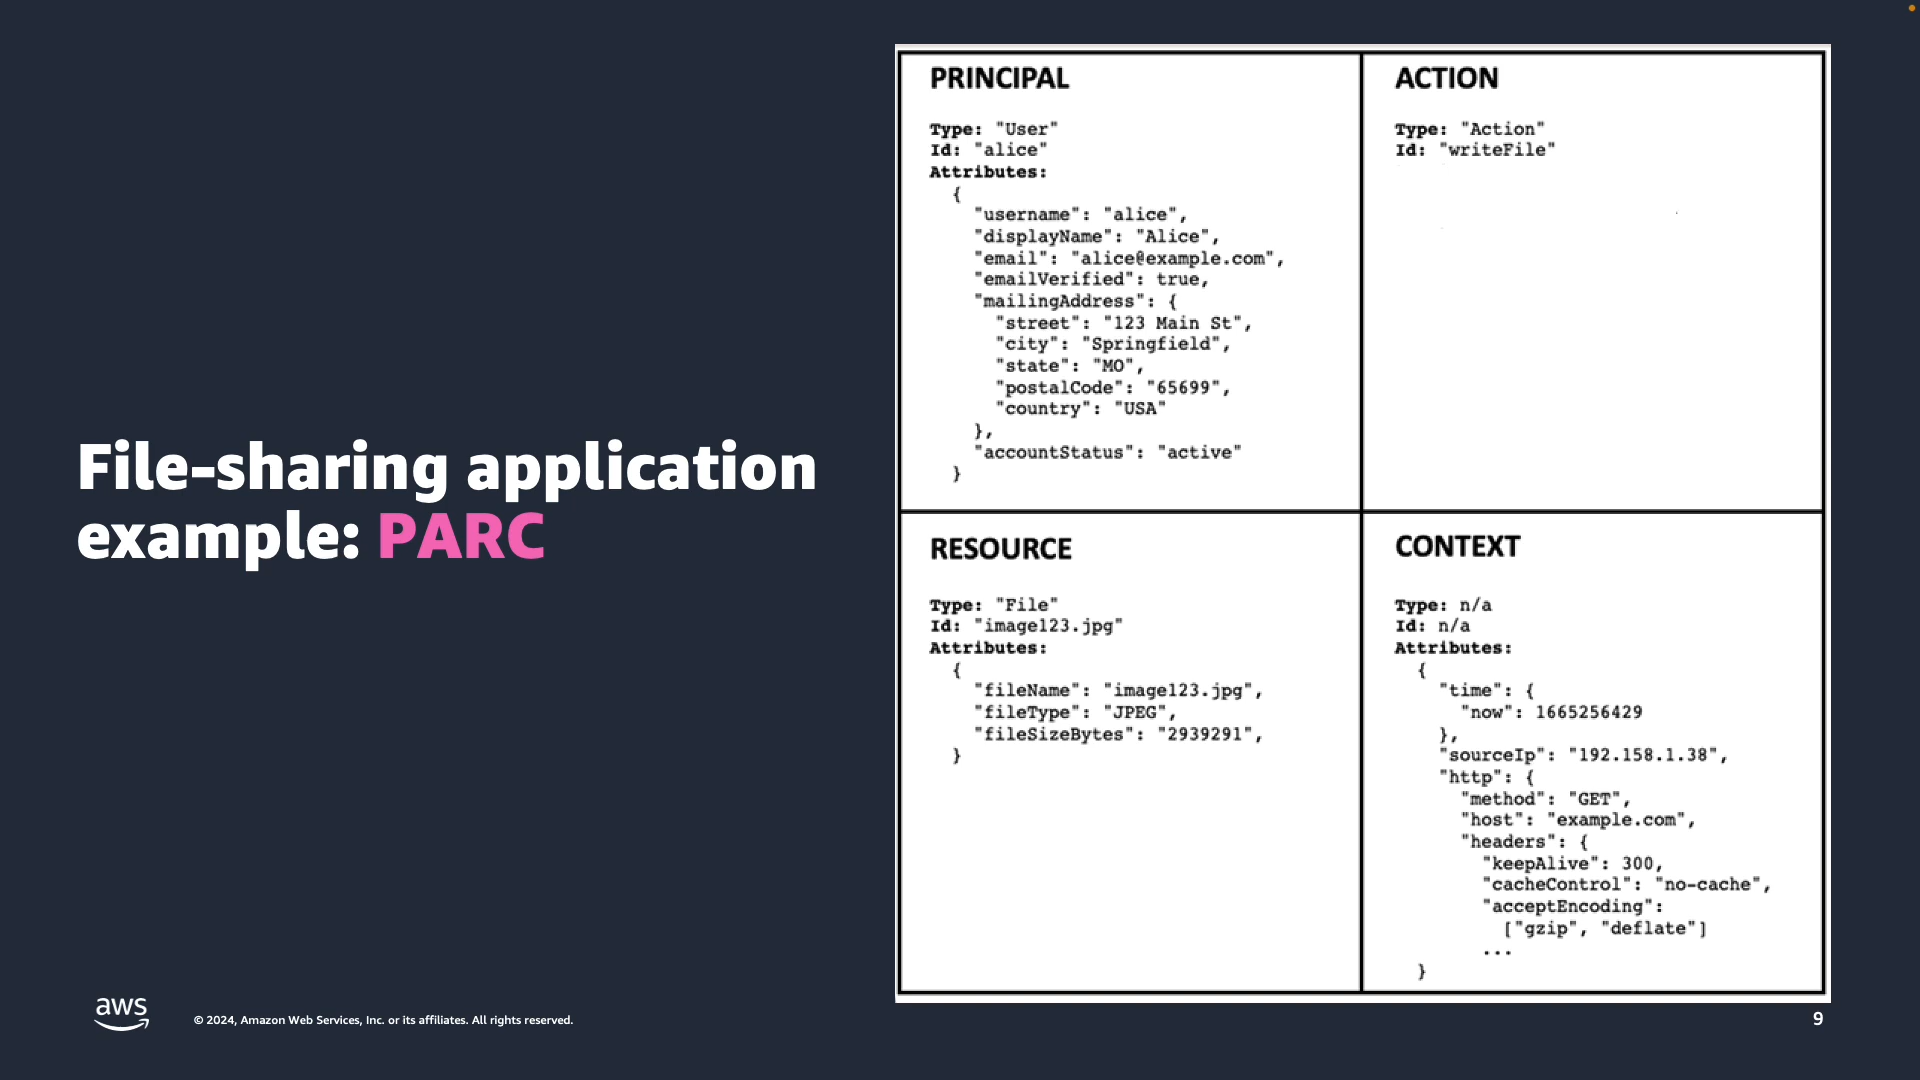 File-sharing application
example: PARC
PRINCIPAL
Type: "User"
Id: "alice"
Attributes:
{
"username": "alice",
"displayName": "Alice",
"email": "alice@example.com",
"emailVerified": true,
"mailingAddress": {
"street": "123 Main St",
"city": "Springfield",
"state": "MO",
"postalCode": "65699",
"country": "USA"
},
"accountStatus": "active"
}
ACTION
Type: "Action"
Id: "writeFile"
RESOURCE
Type: "File"
Id: "image123.jpg"
Attributes:
{
"fileName": "image123.jpg",
"fileType": "JPEG",
"fileSizeBytes": "2939291",
}
CONTEXT
Type: n/a
Id: n/a
Attributes:
{
"time": {
"now": 1665256429
},
"sourceIp": "192.158.1.38",
"http": {
"method": "GET",
"host": "example.com",
"headers": {
"keepAlive": 300,
"cacheControl": "no-cache",
"acceptEncoding":
["gzip", "deflate"]
...
}
aws
© 2024, Amazon Web Services, Inc. or its affiliates. All rights reserved.
9